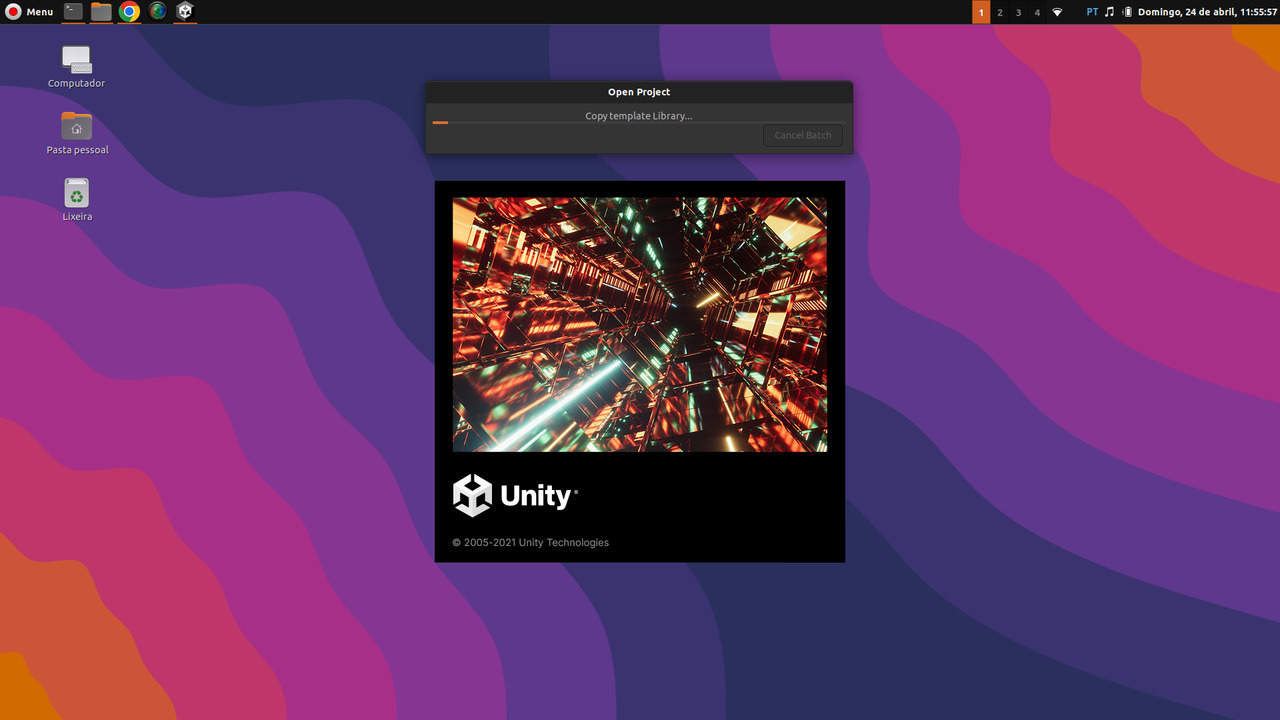 Menu
1 2 3 4
PT
Domingo, 24 de abril, 11:55:57
Computador
Pasta pessoal
Lixeira
Open Project
Copy template Library...
Cancel Batch
Unity®
© 2005-2021 Unity Technologies